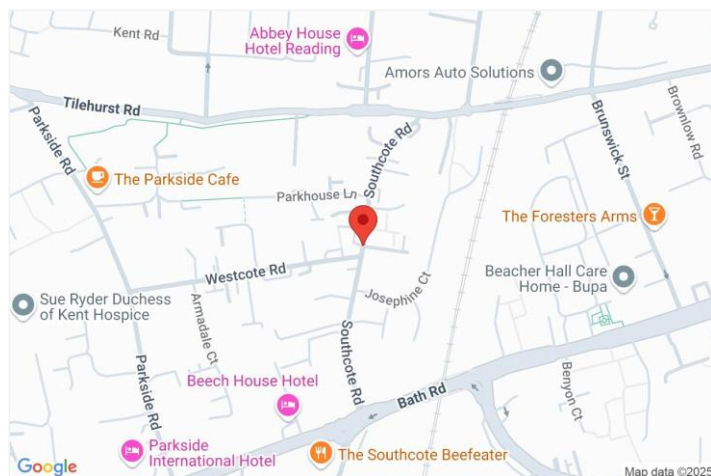 Kent Rd
Abbey House
Hotel Reading
Amors Auto Solutions
Tilehurst Rd
Parkside Rd
Southcote Rd
Brunswick St
Brownlow Rd
The Parkside Cafe
Parkhouse Ln
The Foresters Arms
Westcote Rd
Beacher Hall Care
Home - Bupa
Sue Ryder Duchess
of Kent Hospice
Armadale Ct
Josephine Ct
Parkside Rd
Southcote Rd
Beech House Hotel
Bath Rd
Benyon Ct
Parkside
International Hotel
The Southcote Beefeater
Google
Map data ©2025